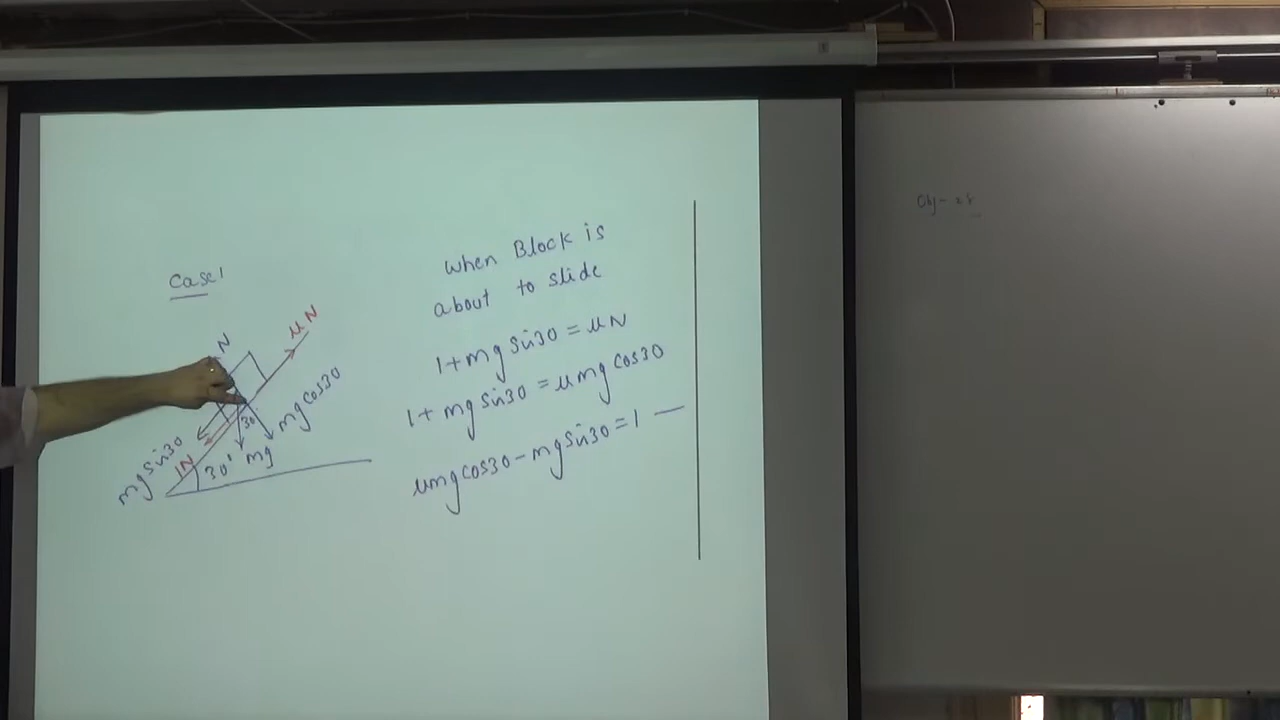 Case 1
N
μN
mg cos30
mg sin30
1N
30
30°
mg
When Block is
about to slide
1+mg sin30 = μN
1+ mg sin30 = μmg cos30
μmg cos30 - mg sin30 = 1 —
Obj-